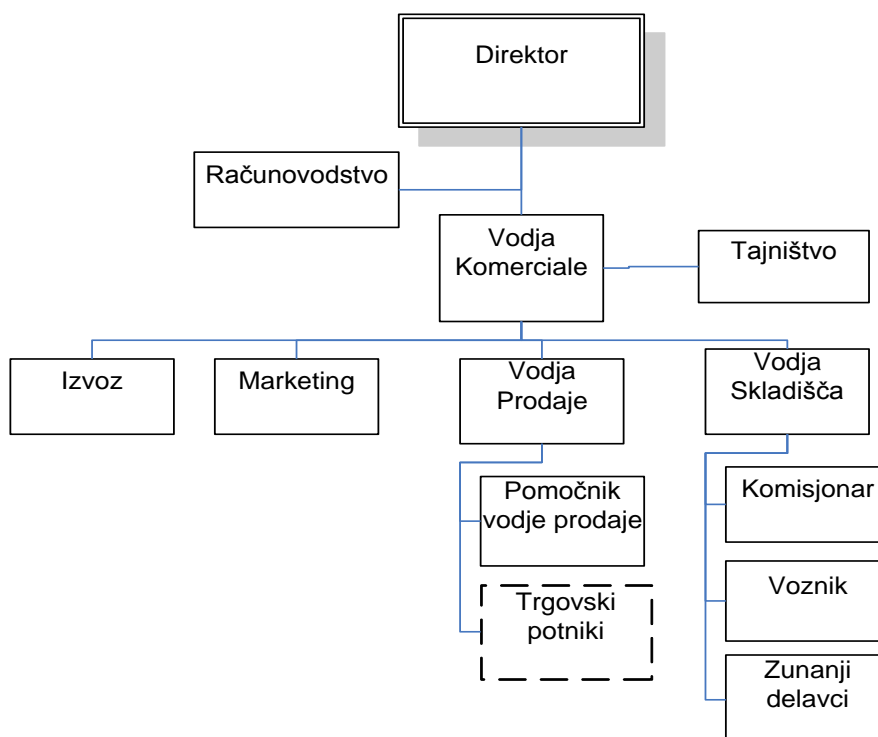 Direktor
Računovodstvo
Vodja
Komerciale
Tajništvo
Izvoz
Marketing
Vodja
Prodaje
Vodja
Skladišča
Pomočnik
vodje prodaje
Komisjonar
Trgovski
potniki
Voznik
Zunanji
delavci